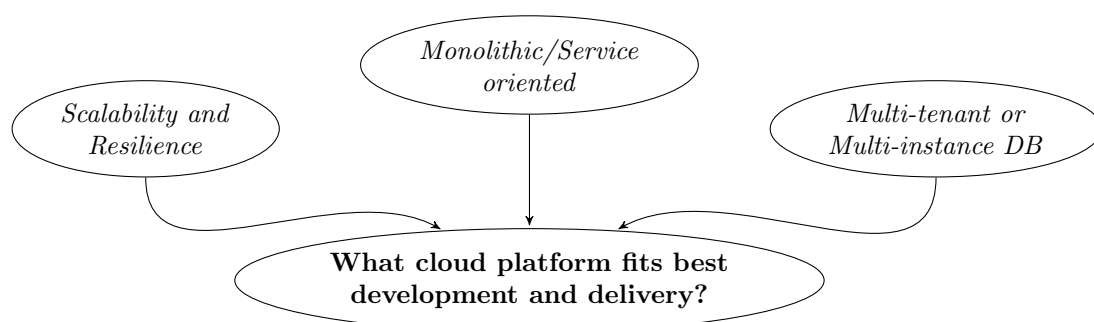 Monolithic/Service
oriented
Scalability and
Resilience
Multi-tenant or
Multi-instance DB
What cloud platform fits best
development and delivery?